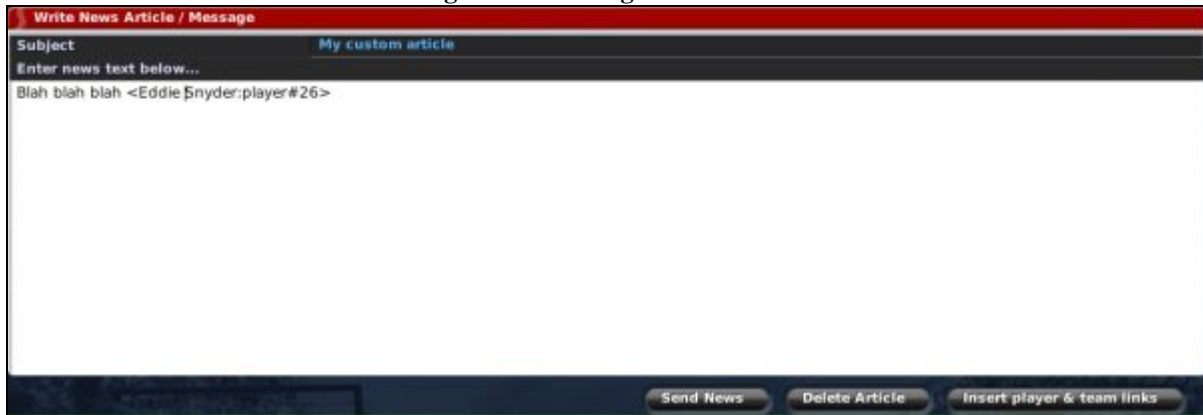 Write News Article / Message
Subject My custom article
Enter news text below...
Blah blah blah <Eddie Snyder:player#26>
Send News Delete Article Insert player & team links